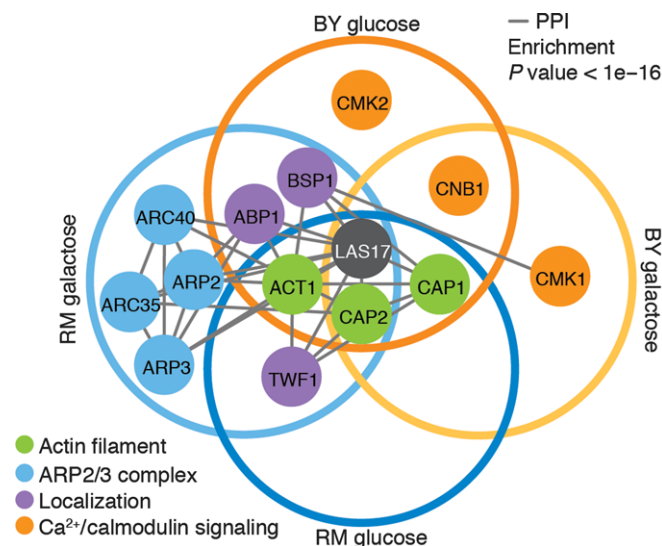 BY glucose
PPI
Enrichment
P value < 1e−16
CMK2
BSP1
CNB1
ARC40
ABP1
LAS17
RM galactose
BY galactose
ARP2
ACT1
CAP1
CMK1
ARC35
CAP2
ARP3
TWF1
Actin filament
ARP2/3 complex
Localization
Ca²⁺/calmodulin signaling
RM glucose